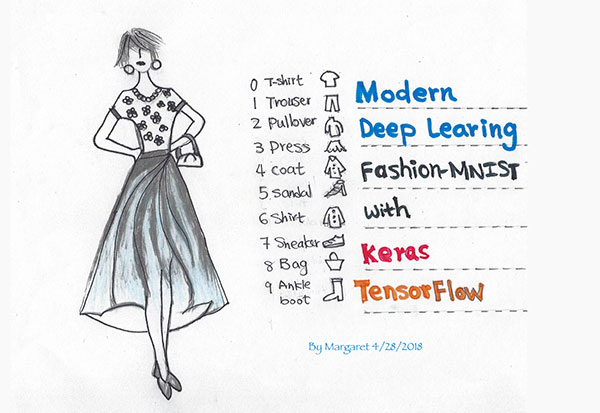 0 T-shirt
1 Trouser
2 Pullover
3 Dress
4 coat
5 sandal
6 Shirt
7 Sneaker
8 Bag
9 Ankle
boot
Modern
Deep Learing
Fashion-MNIST
with
Keras
TensorFlow
By Margaret 4/28/2018